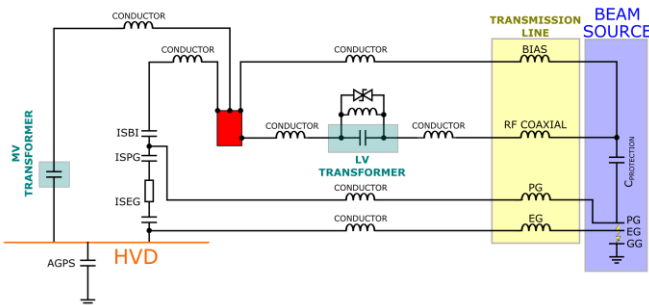 CONDUCTOR
TRANSMISSION
LINE
BEAM
SOURCE
CONDUCTOR
CONDUCTOR
BIAS
ISBI
CONDUCTOR
CONDUCTOR
RF COAXIAL
ISPG
LV
TRANSFORMER
MV
TRANSFORMER
CPROTECTION
ISEG
CONDUCTOR
PG
PG
CONDUCTOR
EG
EG
GG
AGPS
HVD